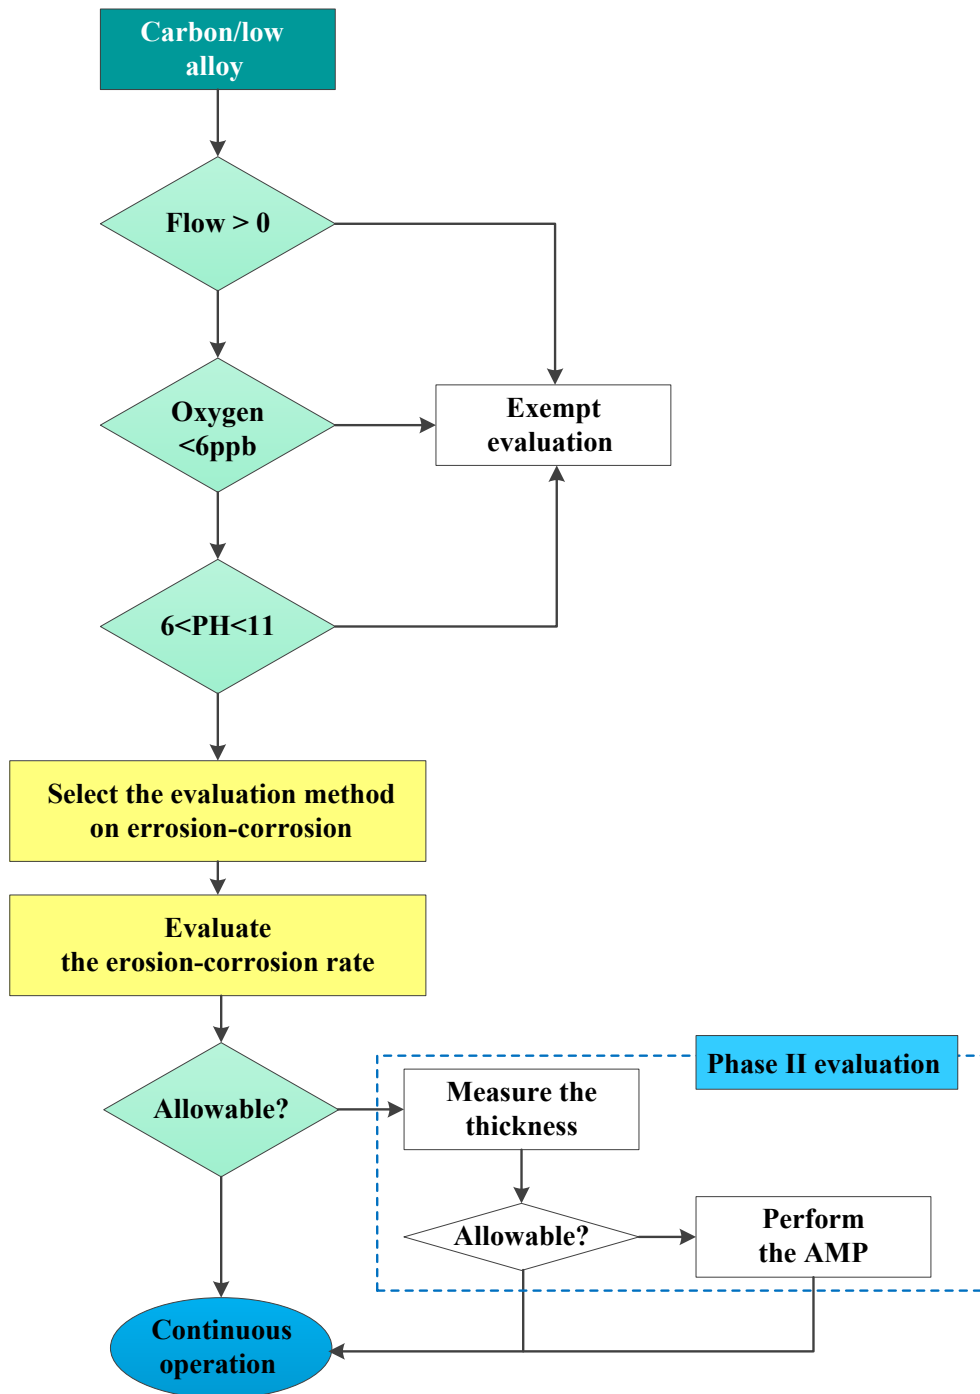 Carbon/low
alloy
Flow > 0
Oxygen
<6ppb
Exempt
evaluation
6<PH<11
Select the evaluation method
on errosion-corrosion
Evaluate
the erosion-corrosion rate
Phase II evaluation
Allowable?
Measure the
thickness
Allowable?
Perform
the AMP
Continuous
operation